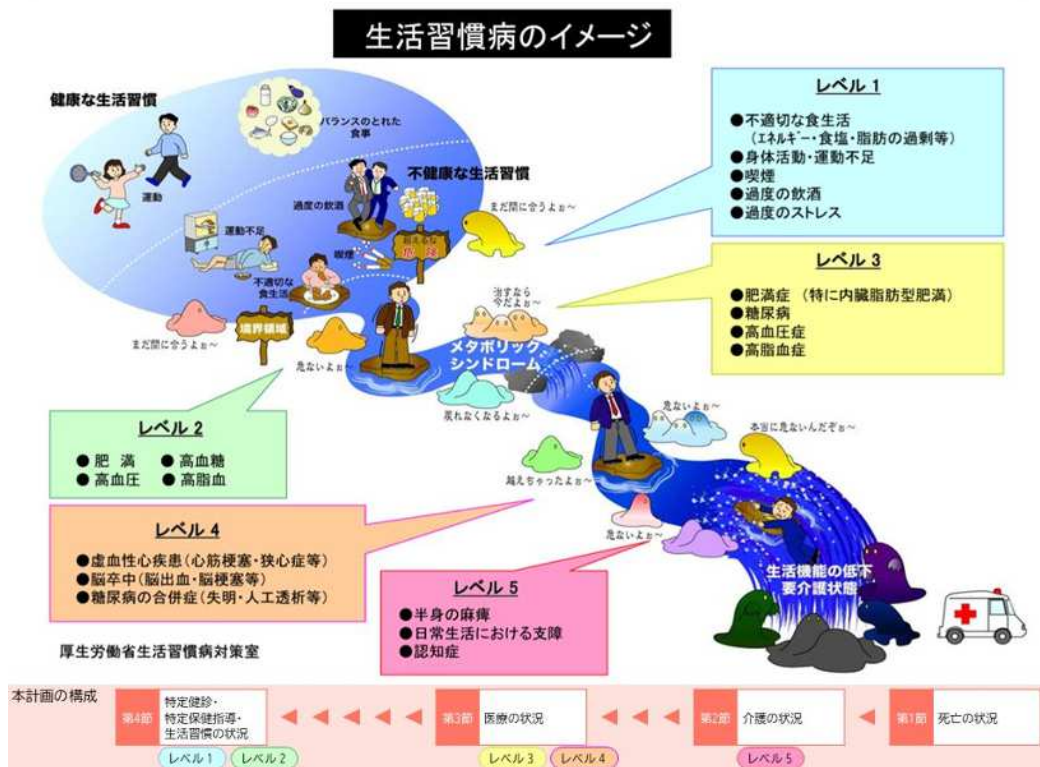 生活習慣病のイメージ
健康な生活習慣
バランスのとれた
食事
運動
不健康な生活習慣
過度の飲酒
まだ間に合うよぉ～
運動不足
喫煙
不適切な
食生活
境界領域
まだ間に合うよぉ～
危ないよぉ～
治すなら
今だよぉ～
メタボリック
シンドローム
戻れなくなるよぉ～
危ないよぉ～
本当に危ないんだぞぉ～
越えちゃったよぉ～
危ないよぉ～
生活機能の低下
要介護状態
レベル 1
●不適切な食生活
（エネルギー・食塩・脂肪の過剰等）
●身体活動・運動不足
●喫煙
●過度の飲酒
●過度のストレス
レベル 2
● 肥 満 ● 高血糖
● 高血圧 ● 高脂血
レベル 3
●肥満症 （特に内臓脂肪型肥満）
●糖尿病
●高血圧症
●高脂血症
レベル 4
●虚血性心疾患（心筋梗塞・狭心症等）
●脳卒中（脳出血・脳梗塞等）
●糖尿病の合併症（失明・人工透析等）
レベル 5
●半身の麻痺
●日常生活における支障
●認知症
厚生労働省生活習慣病対策室
本計画の構成
第4節
特定健診・
特定保健指導・
生活習慣の状況
第3節 医療の状況
第2節 介護の状況
第1節 死亡の状況
レベル 1 レベル 2 レベル 3 レベル 4 レベル 5